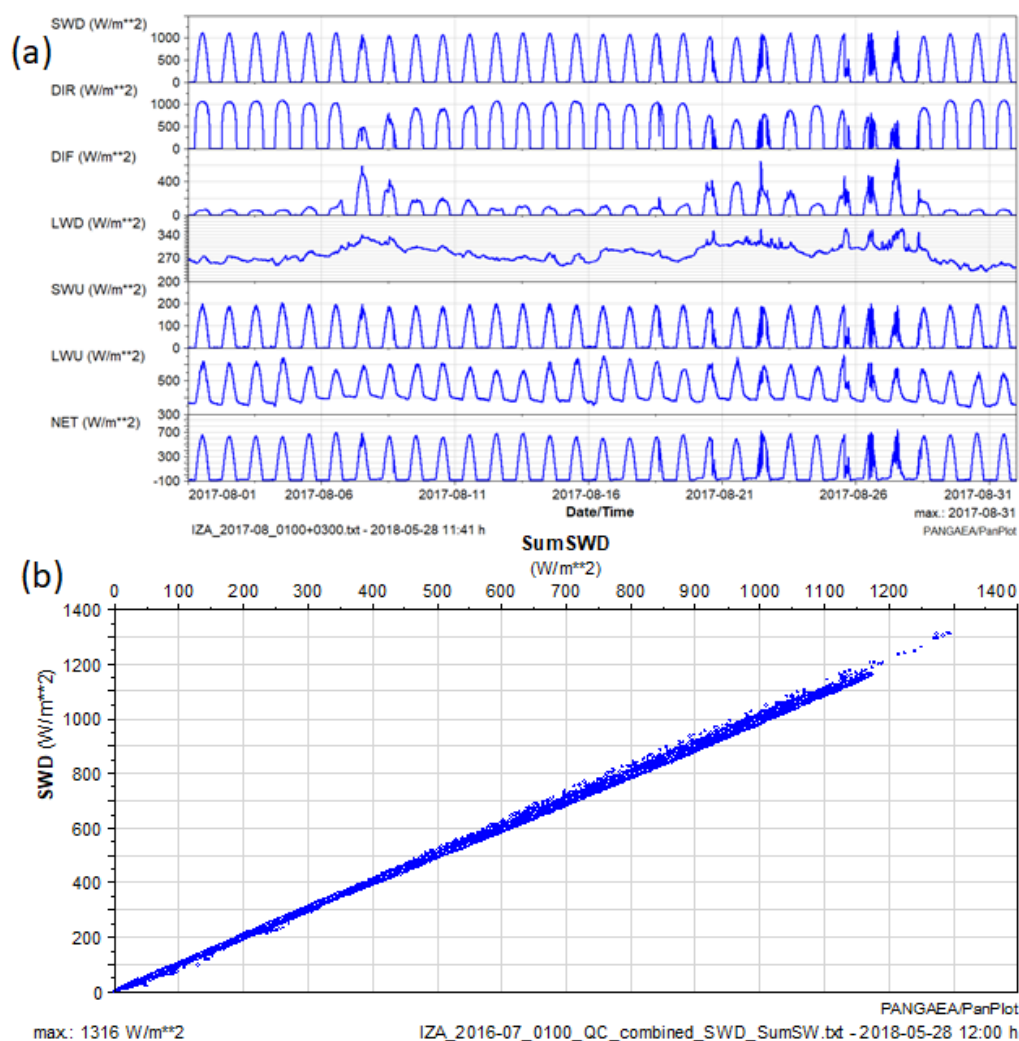 (a)
SWD (W/m**2)
1000
500
0
DIR (W/m**2)
1000
500
0
DIF (W/m**2)
400
0
LWD (W/m**2)
340
270
200
SWU (W/m**2)
200
100
0
LWU (W/m**2)
500
300
NET (W/m**2)
700
300
-100
2017-08-01 2017-08-06 2017-08-11 2017-08-16 2017-08-21 2017-08-26 2017-08-31
Date/Time
max.: 2017-08-31
IZA_2017-08_0100+0300.txt - 2018-05-28 11:41 h
PANGAEA/PanPlot
SumSWD
(W/m**2)
(b)
0 100 200 300 400 500 600 700 800 900 1000 1100 1200 1300 1400
1400
1200
1000
800
600
400
200
0
SWD (W/m**2)
PANGAEA/PanPlot
max.: 1316 W/m**2
IZA_2016-07_0100_QC_combined_SWD_SumSW.txt - 2018-05-28 12:00 h